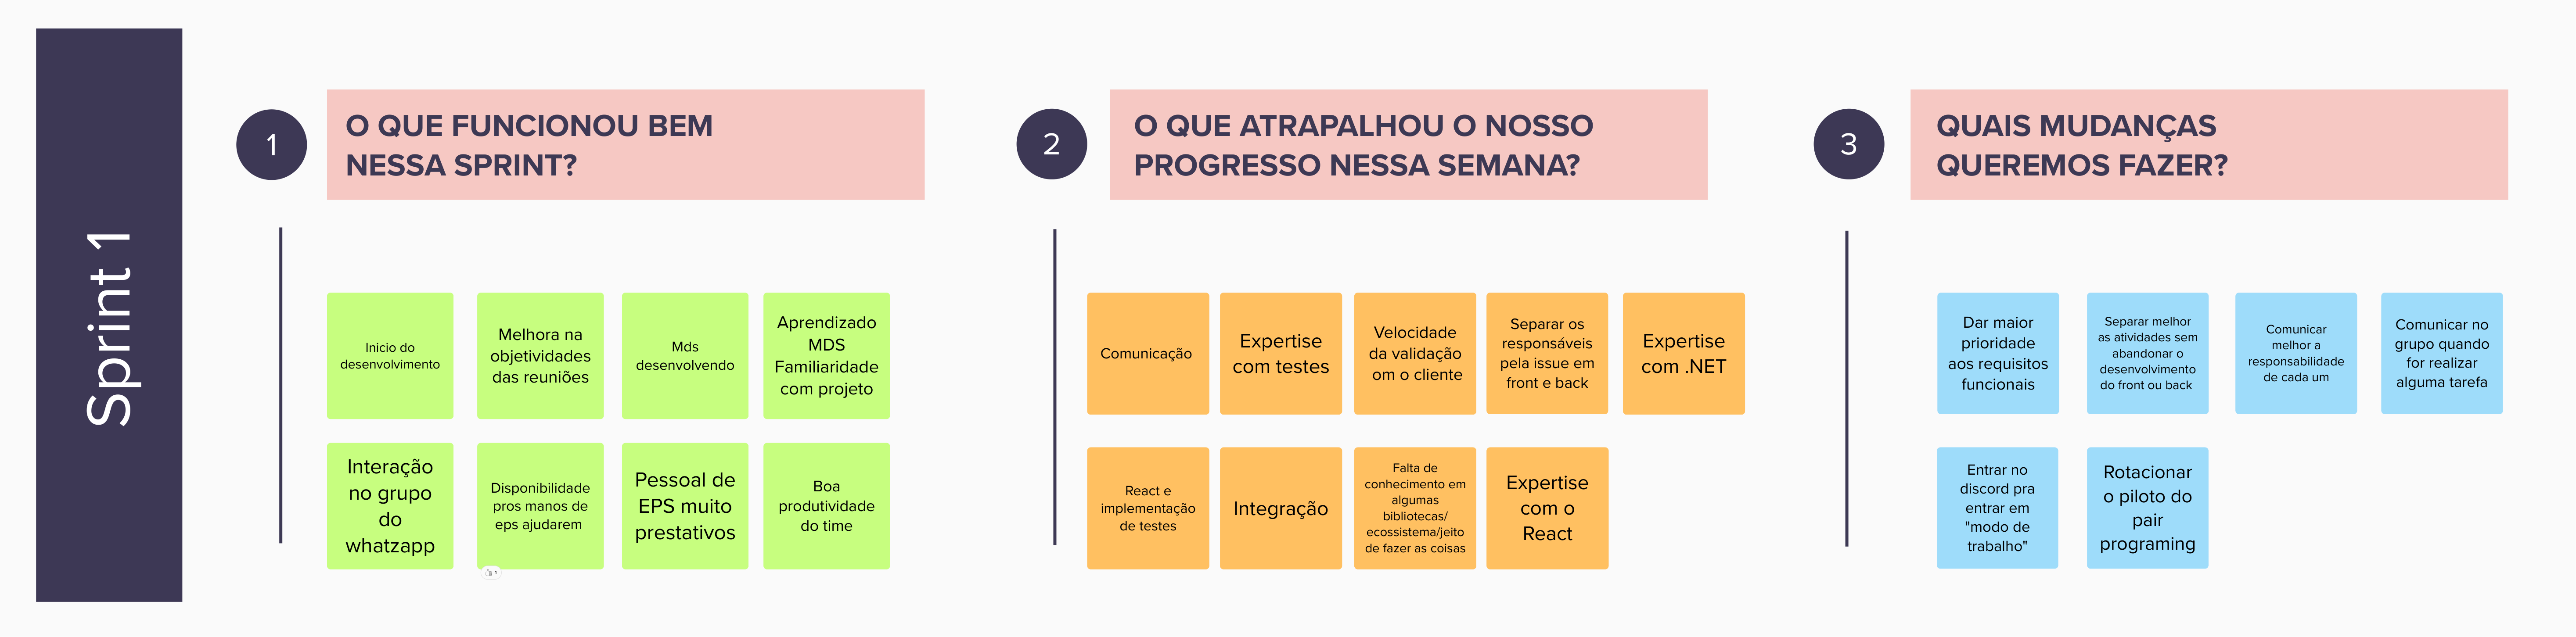 Sprint 1
1
O QUE FUNCIONOU BEM
NESSA SPRINT?
Inicio do
desenvolvimento
Melhora na
objetividades
das reuniões
Mds
desenvolvendo
Aprendizado
MDS
Familiaridade
com projeto
Interação
no grupo
do
whatzapp
Disponibilidade
pros manos de
eps ajudarem
1
Pessoal de
EPS muito
prestativos
Boa
produtividade
do time
2
O QUE ATRAPALHOU O NOSSO
PROGRESSO NESSA SEMANA?
Comunicação
Expertise
com testes
Velocidade
da validação
om o cliente
Separar os
responsáveis
pela issue em
front e back
Expertise
com .NET
React e
implementação
de testes
Integração
Falta de
conhecimento em
algumas
bibliotecas/
ecossistema/jeito
de fazer as coisas
Expertise
com o
React
3
QUAIS MUDANÇAS
QUEREMOS FAZER?
Dar maior
prioridade
aos requisitos
funcionais
Separar melhor
as atividades sem
abandonar o
desenvolvimento
do front ou back
Comunicar
melhor a
responsabilidade
de cada um
Comunicar no
grupo quando
for realizar
alguma tarefa
Entrar no
discord pra
entrar em
"modo de
trabalho"
Rotacionar
o piloto do
pair
programing